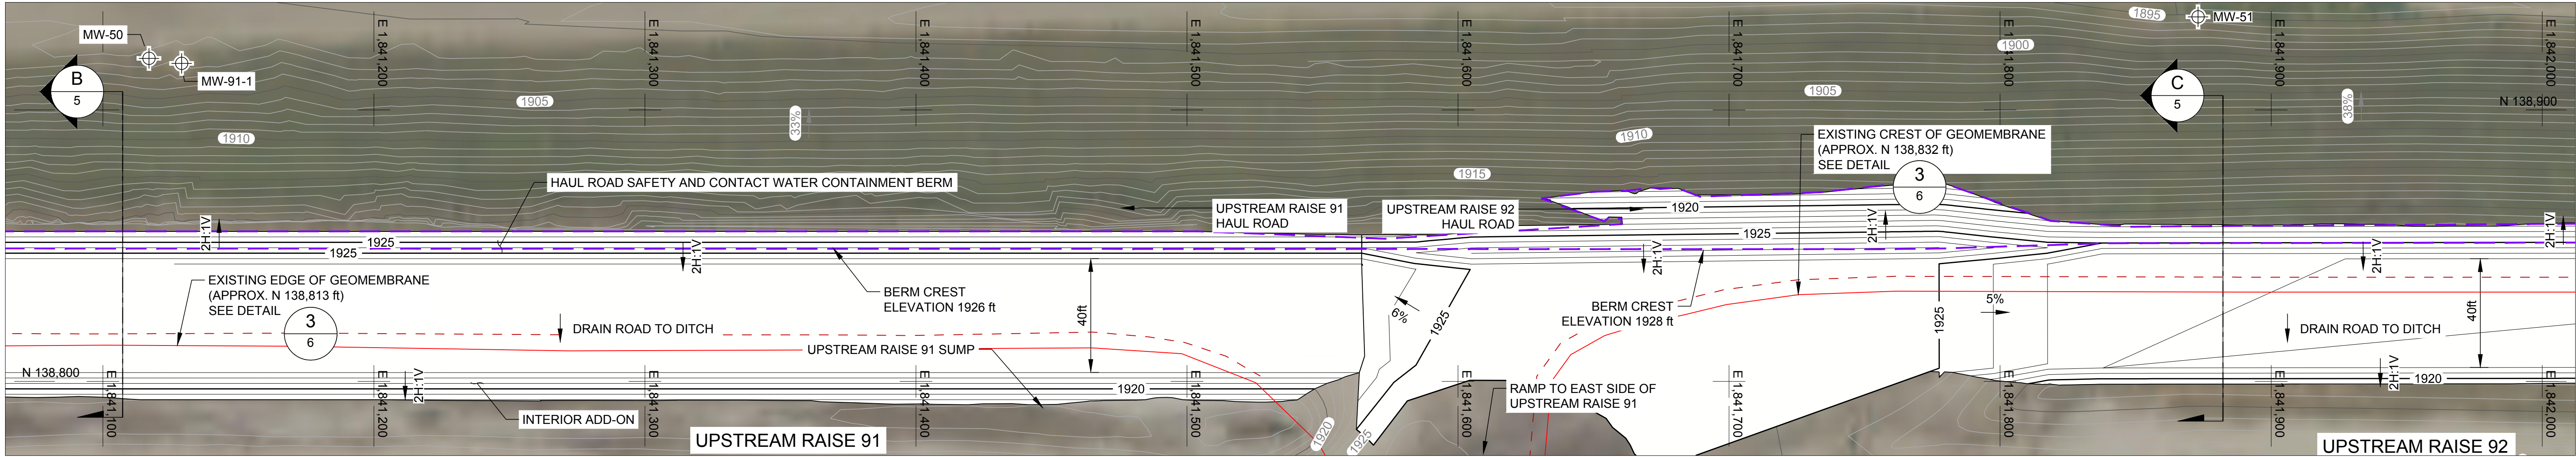 E 1,841,200
E 1,841,300
E 1,841,400
E 1,841,500
E 1,841,600
E 1,841,700
E 1,841,800
E 1,841,900
E 1,842,000
MW-50
MW-91-1
MW-51
1895
1900
B
5
C
5
1905
1905
33%
38%
N 138,900
1910
1910
EXISTING CREST OF GEOMEMBRANE
(APPROX. N 138,832 ft)
SEE DETAIL
3
6
1915
HAUL ROAD SAFETY AND CONTACT WATER CONTAINMENT BERM
UPSTREAM RAISE 91
HAUL ROAD
UPSTREAM RAISE 92
HAUL ROAD
1920
2H:1V
1925
1925
2H:1V
1925
2H:1V
2H:1V
2H:1V
2H:1V
EXISTING EDGE OF GEOMEMBRANE
(APPROX. N 138,813 ft)
SEE DETAIL
3
6
BERM CREST
ELEVATION 1926 ft
BERM CREST
ELEVATION 1928 ft
40ft
6%
1925
1925
5%
40ft
DRAIN ROAD TO DITCH
DRAIN ROAD TO DITCH
UPSTREAM RAISE 91 SUMP
N 138,800
2H:1V
1920
2H:1V
1920
INTERIOR ADD-ON
RAMP TO EAST SIDE OF
UPSTREAM RAISE 91
E 1,841,100
E 1,841,200
E 1,841,300
E 1,841,400
E 1,841,500
E 1,841,600
E 1,841,700
E 1,841,800
E 1,841,900
E 1,842,000
1920
1925
UPSTREAM RAISE 91
UPSTREAM RAISE 92